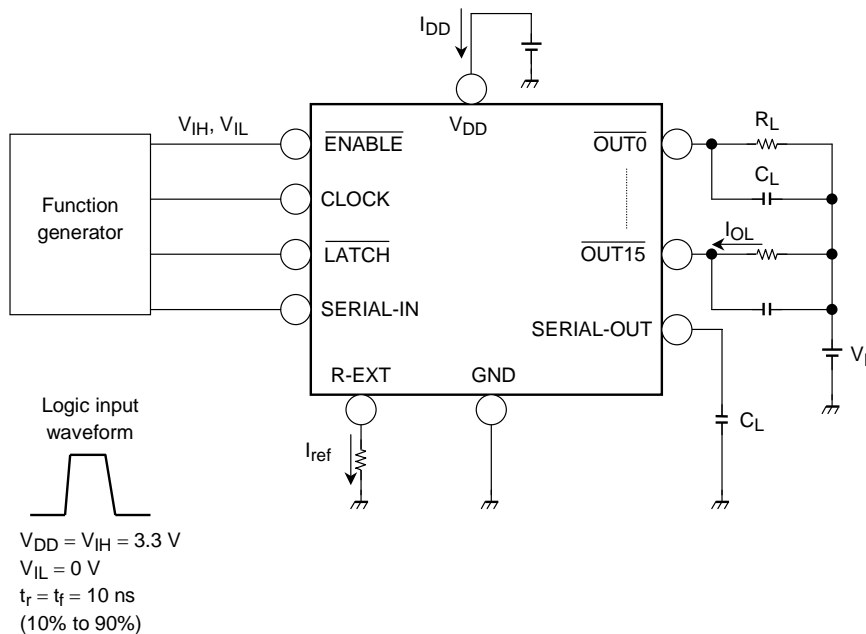 I_DD
V_IH, V_IL
V_DD
Function
generator
ENABLE
CLOCK
LATCH
SERIAL-IN
R-EXT
GND
OUT0
OUT15
SERIAL-OUT
R_L
C_L
I_OL
C_L
I_ref
Logic input
waveform
V_DD = V_IH = 3.3 V
V_IL = 0 V
t_r = t_f = 10 ns
(10% to 90%)